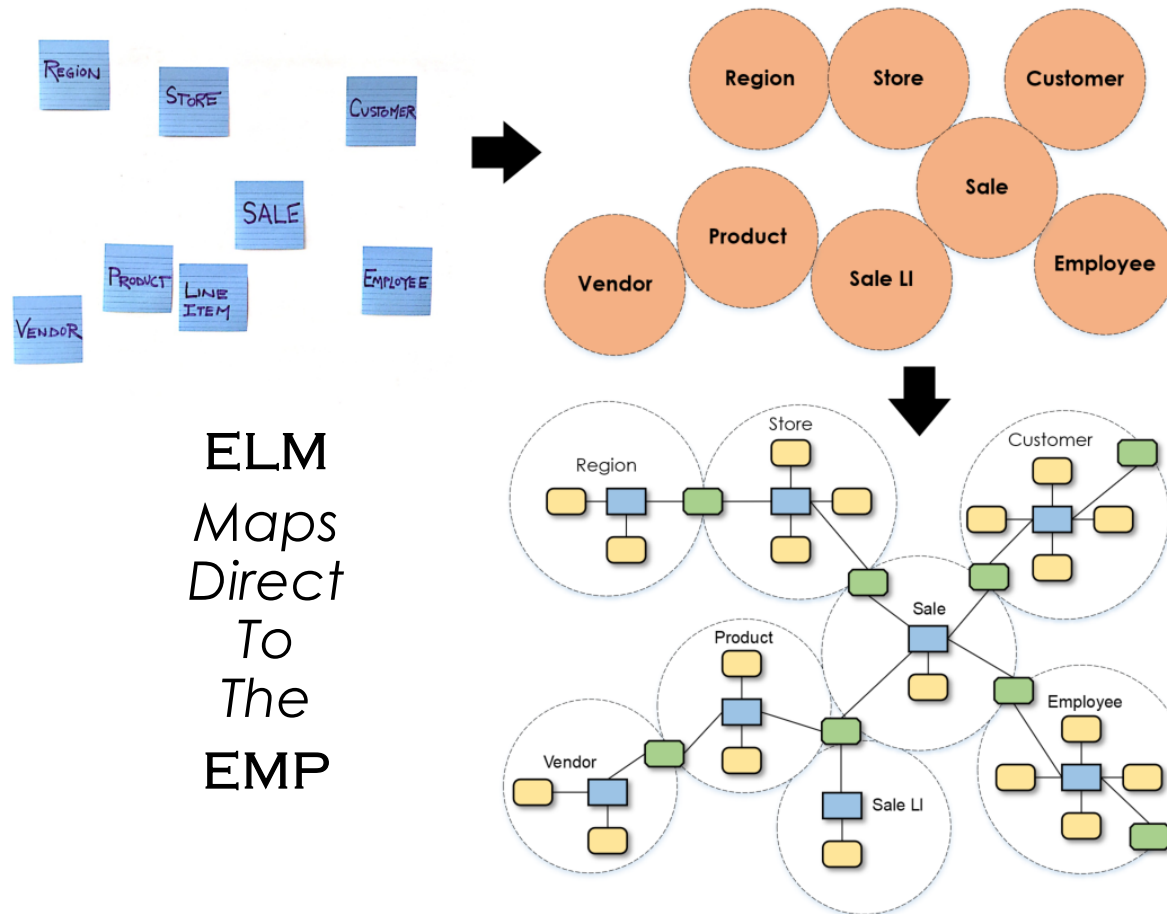 REGION
STORE
CUSTOMER
SALE
PRODUCT
LINE
ITEM
EMPLOYEE
VENDOR
Region
Store
Customer
Sale
Product
Vendor
Sale LI
Employee
ELM
Maps
Direct
To
The
EMP
Region
Store
Customer
Sale
Product
Vendor
Employee
Sale LI